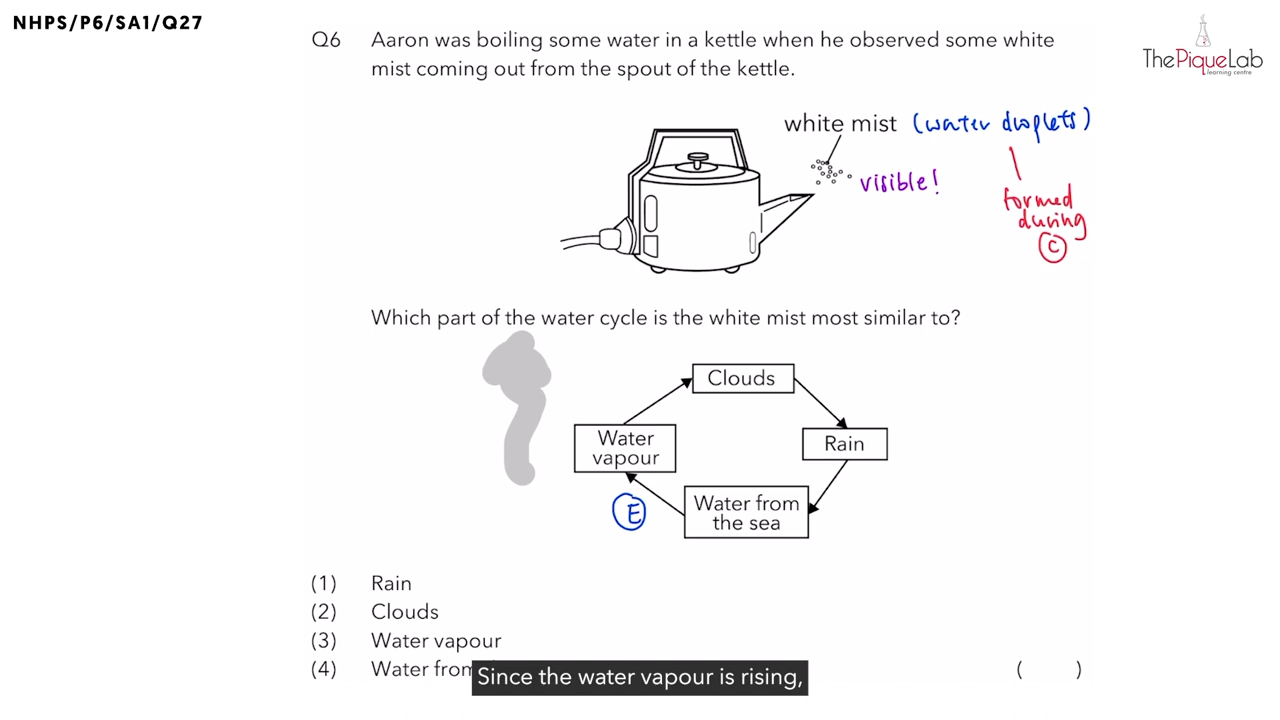 NHPS/P6/SA1/Q27
ThePiqueLab
learning centre
Q6 Aaron was boiling some water in a kettle when he observed some white
mist coming out from the spout of the kettle.
white mist (water droplets)
visible!
formed
during
C
Which part of the water cycle is the white mist most similar to?
Clouds
Water
vapour
Rain
Water from
the sea
E
(1) Rain
(2) Clouds
(3) Water vapour
(4) Water from
( )
Since the water vapour is rising,